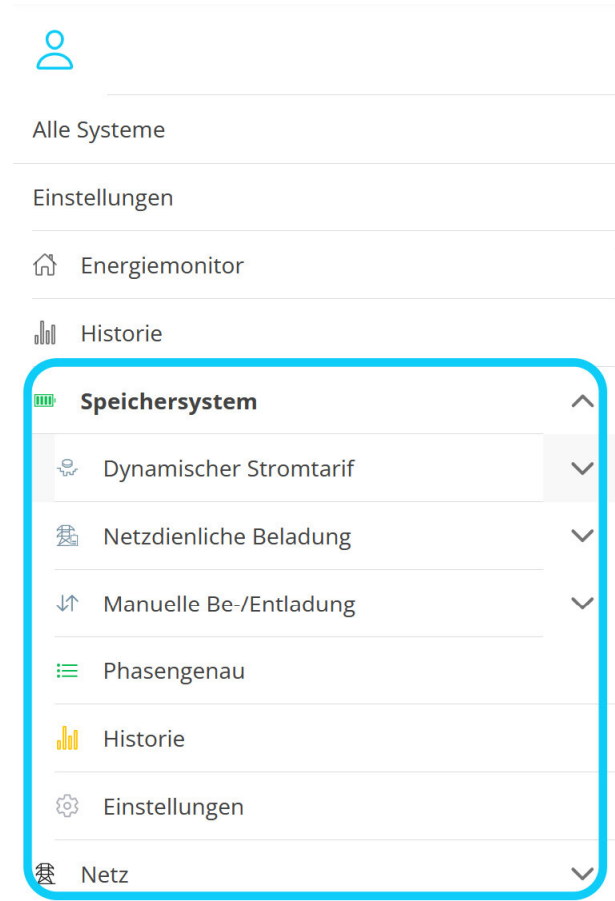 Alle Systeme
Einstellungen
Energiemonitor
Historie
Speichersystem
Dynamischer Stromtarif
Netzdienliche Beladung
Manuelle Be-/Entladung
Phasengenau
Historie
Einstellungen
Netz